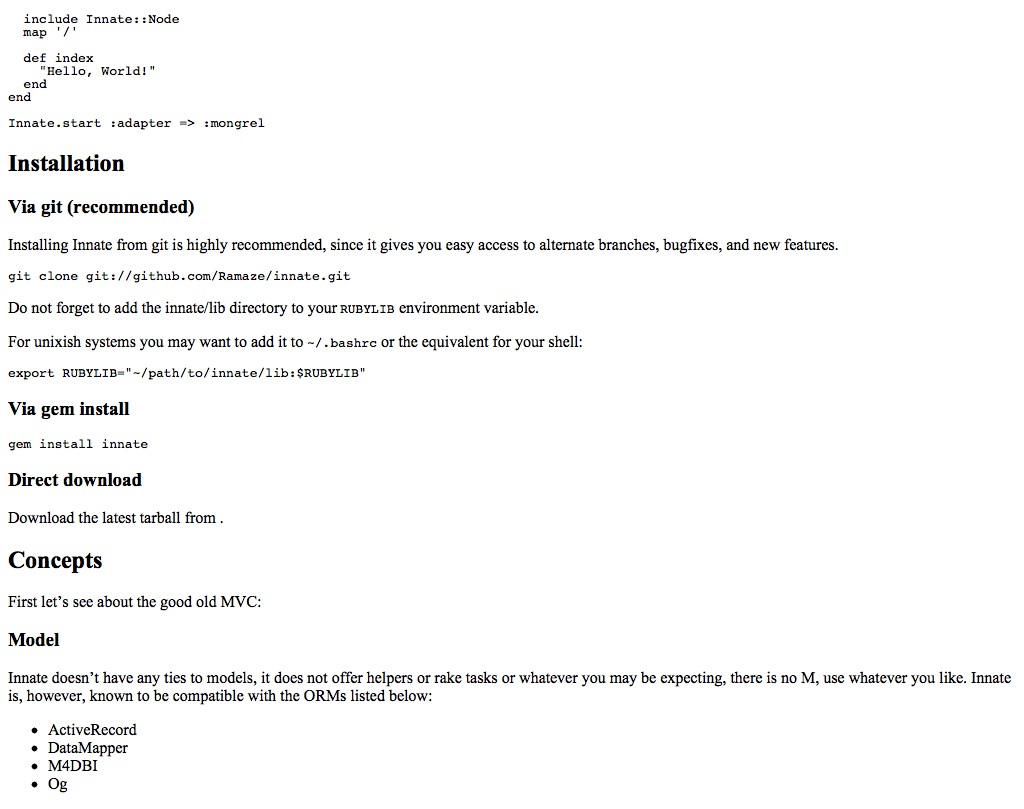 include Innate::Node
map '/'
def index
"Hello, World!"
end
end
Innate.start :adapter => :mongrel
Installation
Via git (recommended)
Installing Innate from git is highly recommended, since it gives you easy access to alternate branches, bugfixes, and new features.
git clone git://github.com/Ramaze/innate.git
Do not forget to add the innate/lib directory to your RUBYLIB environment variable.
For unixish systems you may want to add it to ~/.bashrc or the equivalent for your shell:
export RUBYLIB="~/path/to/innate/lib:$RUBYLIB"
Via gem install
gem install innate
Direct download
Download the latest tarball from .
Concepts
First let’s see about the good old MVC:
Model
Innate doesn’t have any ties to models, it does not offer helpers or rake tasks or whatever you may be expecting, there is no M, use whatever you like. Innate
is, however, known to be compatible with the ORMs listed below:
• ActiveRecord
• DataMapper
• M4DBI
• Og